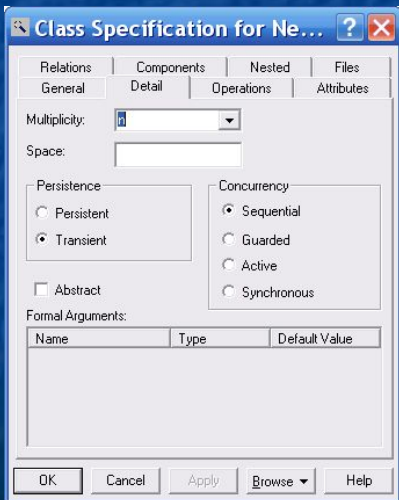 Class Specification for Ne...
Relations Components Nested Files
General Detail Operations Attributes
Multiplicity: n
Space:
Persistence
Persistent
Transient
Concurrency
Sequential
Guarded
Active
Synchronous
Abstract
Formal Arguments:
Name Type Default Value
OK Cancel Apply Browse Help